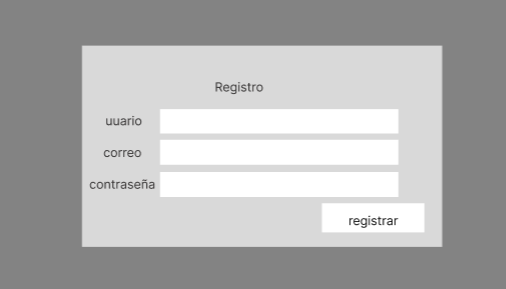 Registro
uuario
correo
contraseña
registrar